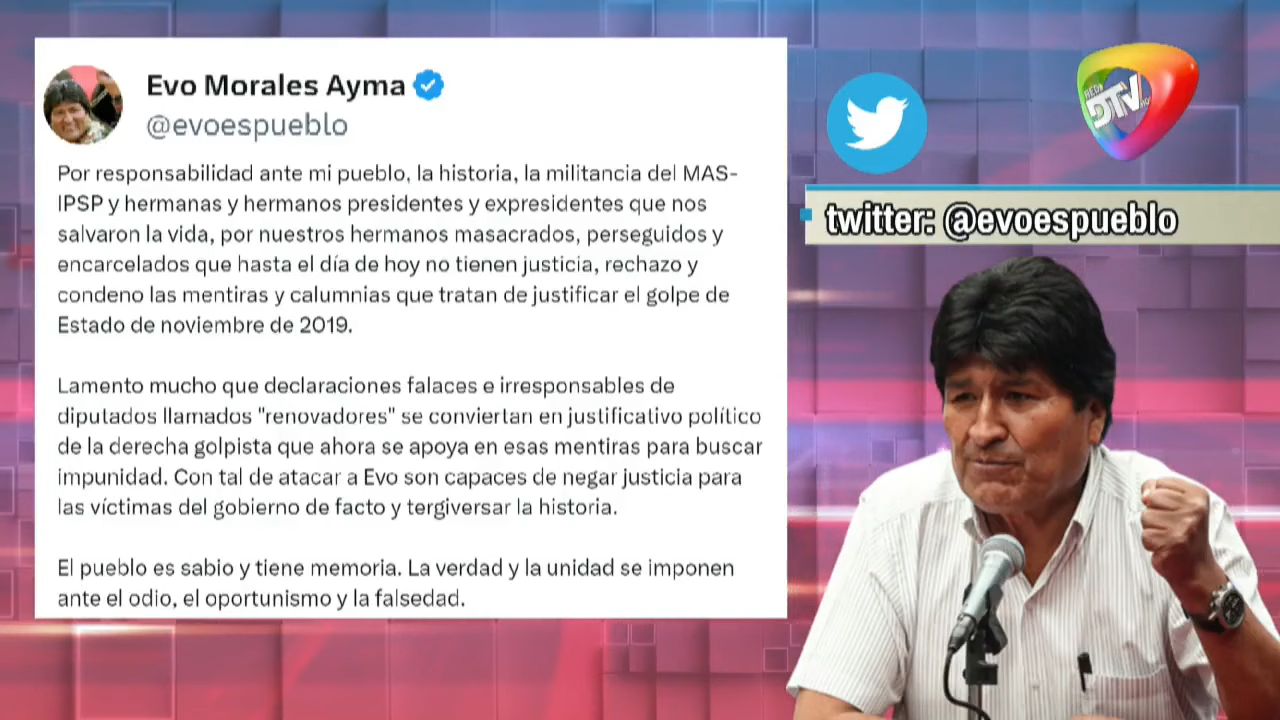 Evo Morales Ayma
@evoespueblo
Por responsabilidad ante mi pueblo, la historia, la militancia del MAS-
IPSP y hermanas y hermanos presidentes y expresidentes que nos
salvaron la vida, por nuestros hermanos masacrados, perseguidos y
encarcelados que hasta el día de hoy no tienen justicia, rechazo y
condeno las mentiras y calumnias que tratan de justificar el golpe de
Estado de noviembre de 2019.
Lamento mucho que declaraciones falaces e irresponsables de
diputados llamados "renovadores" se conviertan en justificativo político
de la derecha golpista que ahora se apoya en esas mentiras para buscar
impunidad. Con tal de atacar a Evo son capaces de negar justicia para
las víctimas del gobierno de facto y tergiversar la historia.
El pueblo es sabio y tiene memoria. La verdad y la unidad se imponen
ante el odio, el oportunismo y la falsedad.
RED
DTV
twitter: @evoespueblo